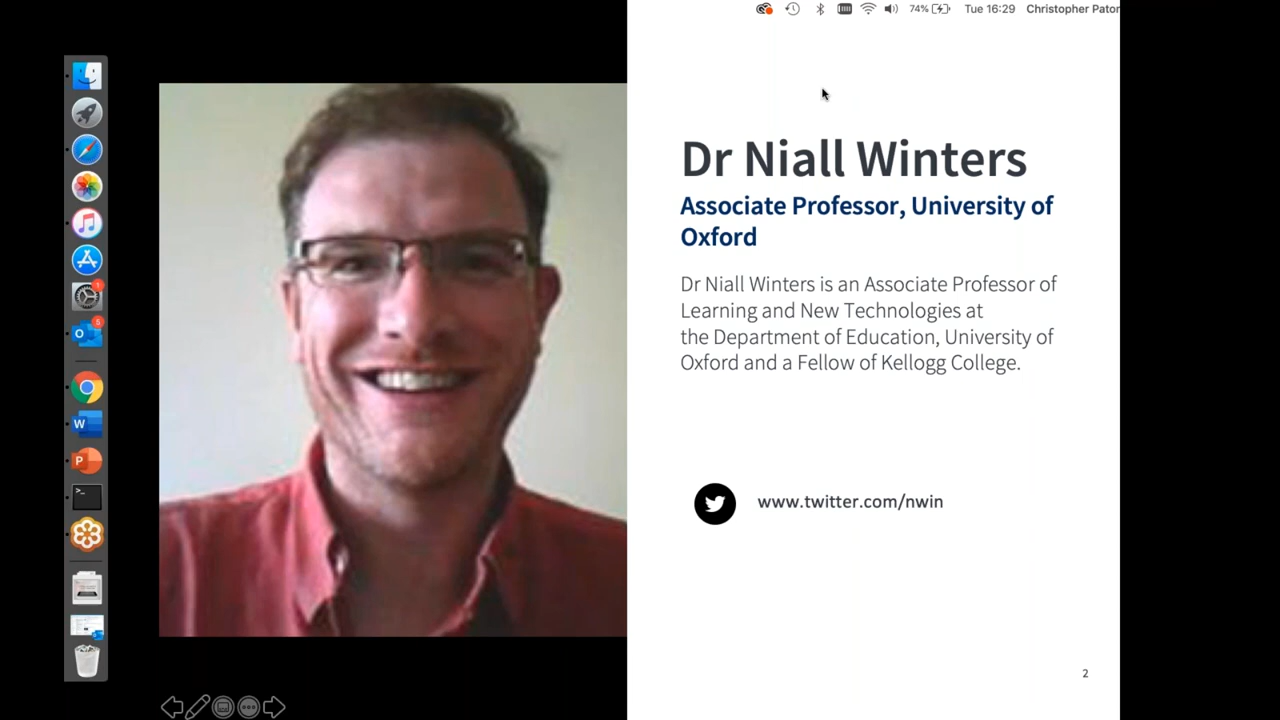 74%
Tue 16:29
Christopher Pator
Dr Niall Winters
Associate Professor, University of
Oxford
Dr Niall Winters is an Associate Professor of
Learning and New Technologies at
the Department of Education, University of
Oxford and a Fellow of Kellogg College.
www.twitter.com/nwin
2